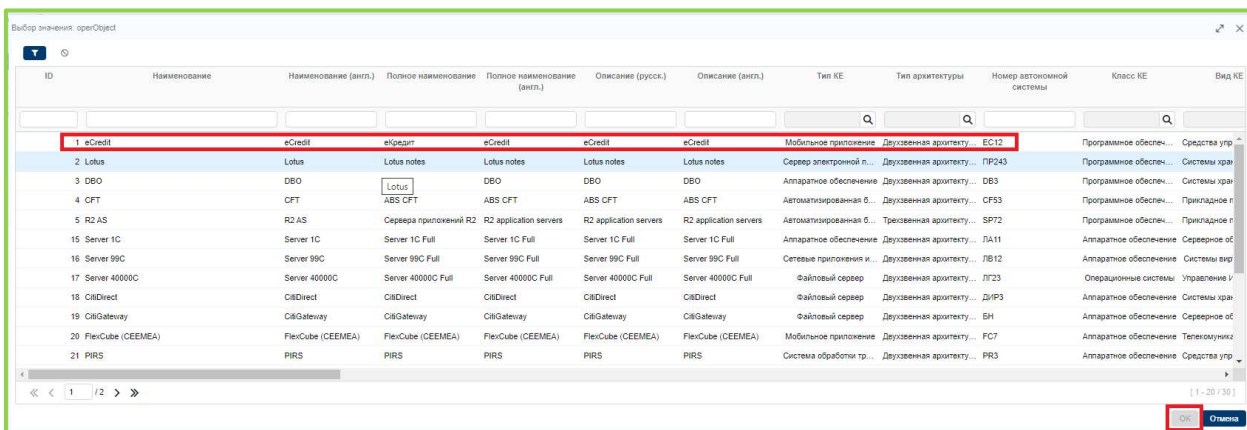 Выбор значения: operObject
ID Наименование Наименование (англ.) Полное наименование Полное наименование (англ.) Описание (русск.) Описание (англ.) Тип КЕ Тип архитектуры Номер автономной системы Класс КЕ Вид КЕ
1 eCredit eCredit еКредит eCredit eCredit eCredit Мобильное приложение Двухзвенная архитекту... ЕС12 Программное обеспеч... Средства упр
2 Lotus Lotus Lotus notes Lotus notes Lotus notes Lotus notes Сервер электронной п... Двухзвенная архитекту... ПР243 Программное обеспеч... Системы хран
3 DBO DBO Lotus DBO DBO DBO Аппаратное обеспечение Двухзвенная архитекту... DB3 Программное обеспеч... Системы хран
4 CFT CFT ABS CFT ABS CFT ABS CFT ABS CFT Автоматизированная б... Двухзвенная архитекту... CF53 Программное обеспеч... Прикладное п
5 R2 AS R2 AS Сервера приложений R2 R2 application servers R2 application servers R2 application servers Автоматизированная б... Трехзвенная архитекту... SP72 Программное обеспеч... Прикладное п
15 Server 1C Server 1C Server 1C Full Server 1C Full Server 1C Full Server 1C Full Аппаратное обеспечение Двухзвенная архитекту... ЛА11 Аппаратное обеспечение Серверное об
16 Server 99C Server 99C Server 99C Full Server 99C Full Server 99C Full Server 99C Full Сетевые приложения и... Двухзвенная архитекту... ЛВ12 Аппаратное обеспечение Системы вирт
17 Server 40000C Server 40000C Server 40000C Full Server 40000C Full Server 40000C Full Server 40000C Full Файловый сервер Двухзвенная архитекту... ЛГ23 Операционные системы Управление И
18 CitiDirect CitiDirect CitiDirect CitiDirect CitiDirect CitiDirect Файловый сервер Двухзвенная архитекту... ДИР3 Аппаратное обеспечение Системы хран
19 CitiGateway CitiGateway CitiGateway CitiGateway CitiGateway CitiGateway Файловый сервер Двухзвенная архитекту... БН Аппаратное обеспечение Серверное об
20 FlexCube (CEEMEA) FlexCube (CEEMEA) FlexCube (CEEMEA) FlexCube (CEEMEA) FlexCube (CEEMEA) FlexCube (CEEMEA) Мобильное приложение Двухзвенная архитекту... FC7 Аппаратное обеспечение Телекомуника
21 PIRS PIRS PIRS PIRS PIRS PIRS Система обработки тр... Двухзвенная архитекту... PR3 Аппаратное обеспечение Средства упр
1 / 2 [ 1 - 20 / 30 ]
OK Отмена